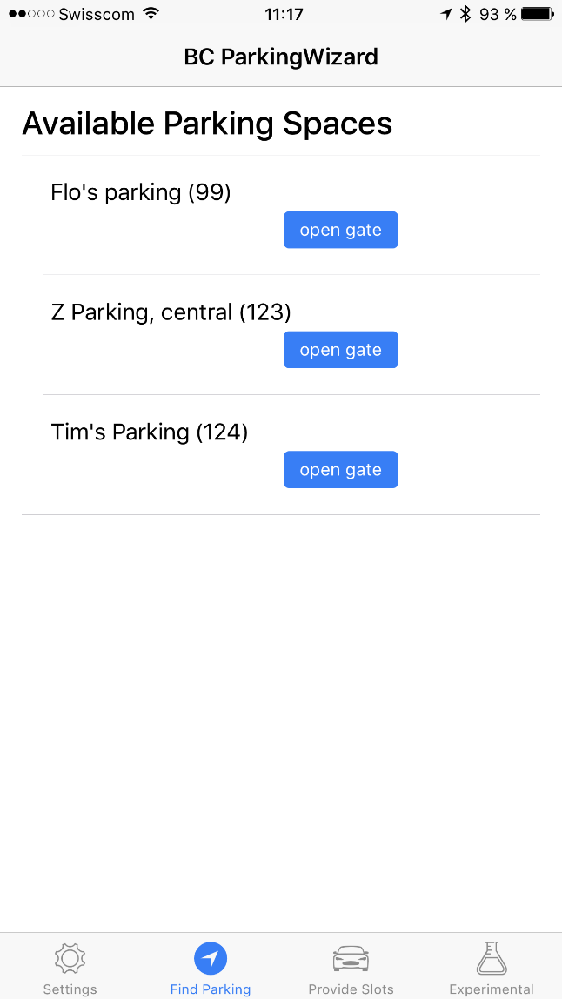 Swisscom 11:17 93 %
BC ParkingWizard
Available Parking Spaces
Flo's parking (99)
open gate
Z Parking, central (123)
open gate
Tim's Parking (124)
open gate
Settings Find Parking Provide Slots Experimental